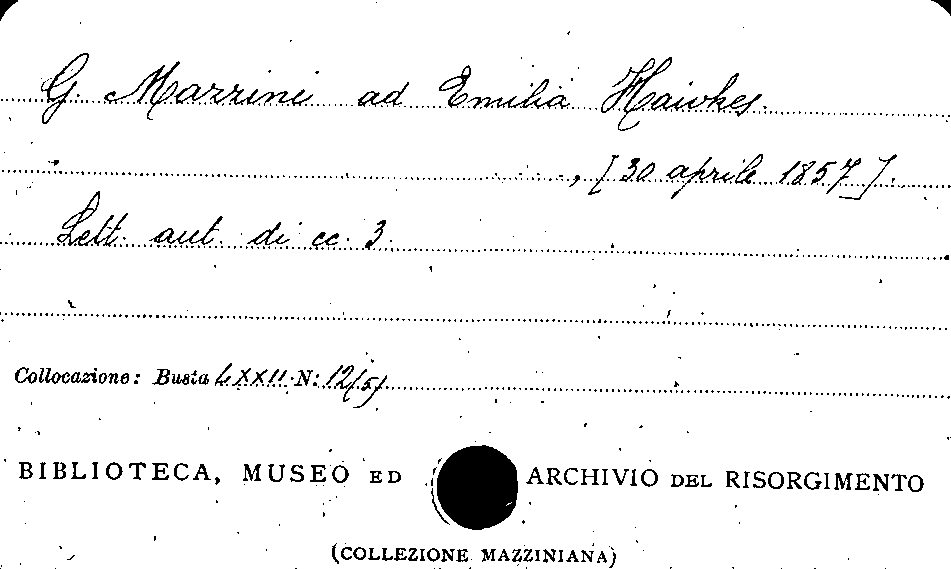 G. Mazzini ad Emilia Hawkes.
, [30 aprile 1857].
Lett. aut. di cc. 3.
Collocazione: Busta LXXII N: 12(5)
BIBLIOTECA, MUSEO ED ARCHIVIO DEL RISORGIMENTO
(COLLEZIONE MAZZINIANA)